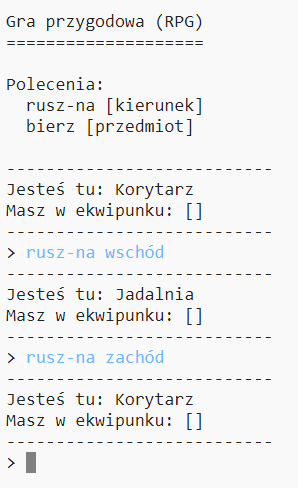 Gra przygodowa (RPG)
====================
Polecenia:
  rusz-na [kierunek]
  bierz [przedmiot]
---------------------------
Jesteś tu: Korytarz
Masz w ekwipunku: []
---------------------------
> rusz-na wschód
---------------------------
Jesteś tu: Jadalnia
Masz w ekwipunku: []
---------------------------
> rusz-na zachód
---------------------------
Jesteś tu: Korytarz
Masz w ekwipunku: []
---------------------------
>